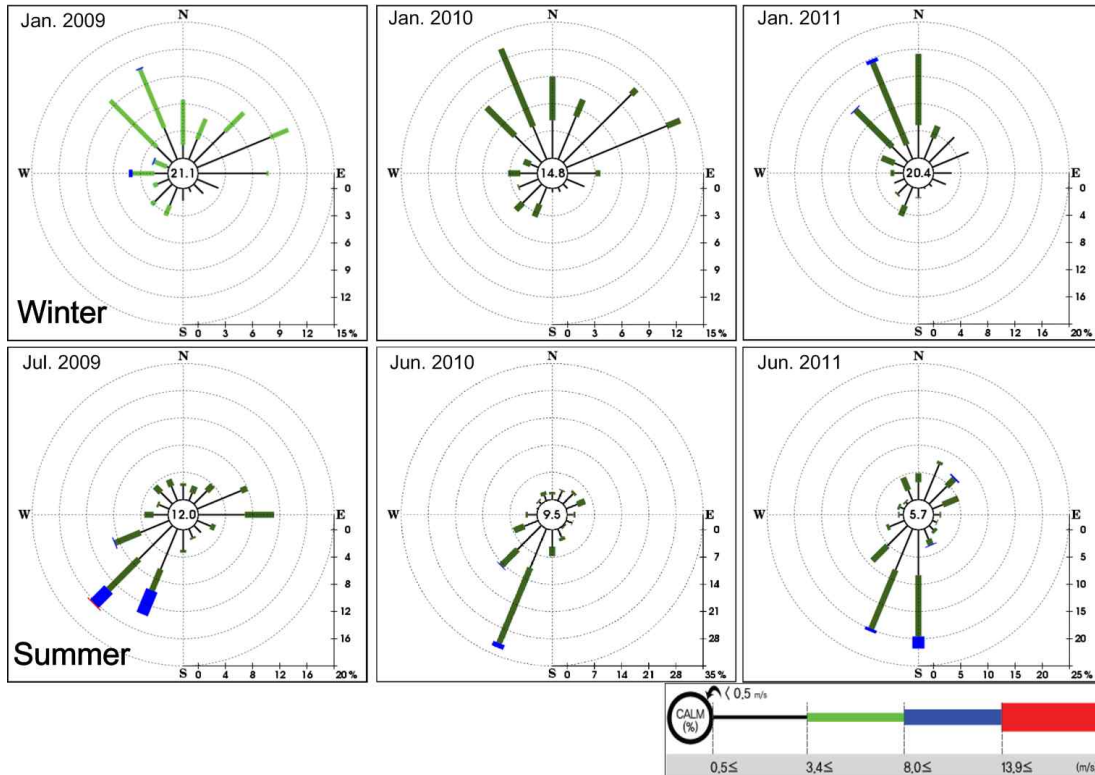 Jan. 2009
N
W
21.1
E
0
3
6
9
12
S 0 3 6 9 12 15 %
Winter
Jan. 2010
N
W
14.8
E
0
3
6
9
12
S 0 3 6 9 12 15 %
Jan. 2011
N
W
20.4
E
0
4
8
12
16
S 0 4 8 12 16 20 %
Jul. 2009
N
W
12.0
E
0
4
8
12
16
S 0 4 8 12 16 20 %
Summer
Jun. 2010
N
W
9.5
E
0
7
14
21
28
S 0 7 14 21 28 35 %
Jun. 2011
N
W
5.7
E
0
5
10
15
20
S 0 5 10 15 20 25 %
< 0.5 m/s
CALM
(%)
0,5≤ 3,4≤ 8,0≤ 13,9≤ (m/s)